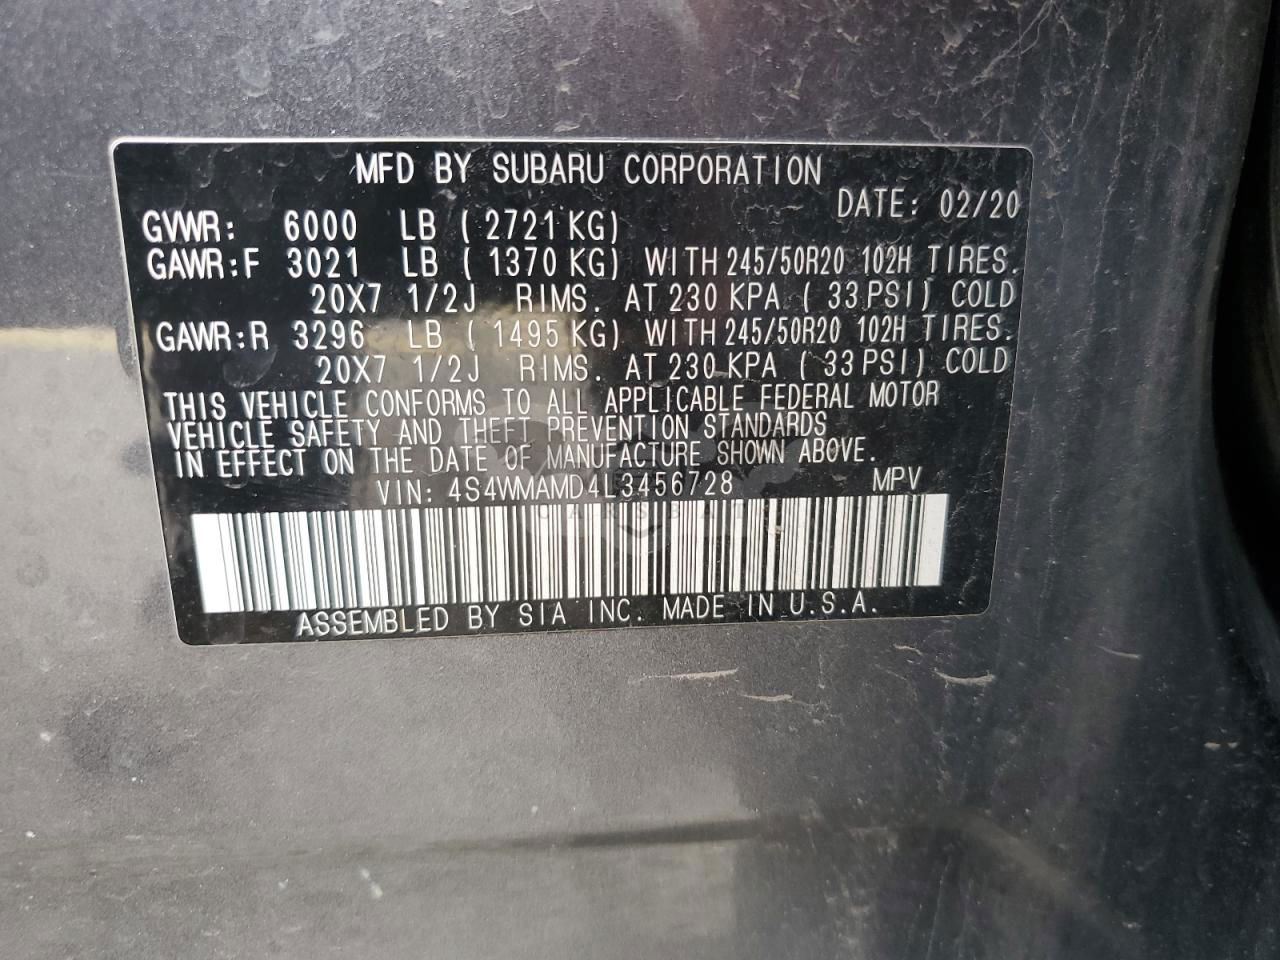 MFD BY SUBARU CORPORATION
DATE: 02/20
GVWR: 6000 LB (2721 KG)
GAWR:F 3021 LB (1370 KG) WITH 245/50R20 102H TIRES.
20X7 1/2J RIMS. AT 230 KPA (33 PSI) COLD
GAWR:R 3296 LB (1495 KG) WITH 245/50R20 102H TIRES.
20X7 1/2J RIMS. AT 230 KPA (33 PSI) COLD
THIS VEHICLE CONFORMS TO ALL APPLICABLE FEDERAL MOTOR
VEHICLE SAFETY AND THEFT PREVENTION STANDARDS
IN EFFECT ON THE DATE OF MANUFACTURE SHOWN ABOVE.
VIN: 4S4WMAMD4L3456728 MPV
ASSEMBLED BY SIA INC. MADE IN U.S.A.